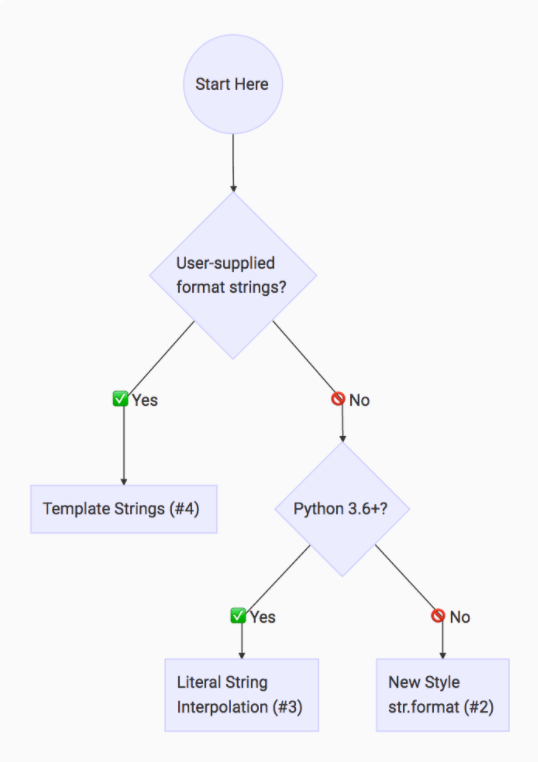 Start Here
User-supplied
format strings?
✅ Yes
🚫 No
Template Strings (#4)
Python 3.6+?
✅ Yes
🚫 No
Literal String
Interpolation (#3)
New Style
str.format (#2)